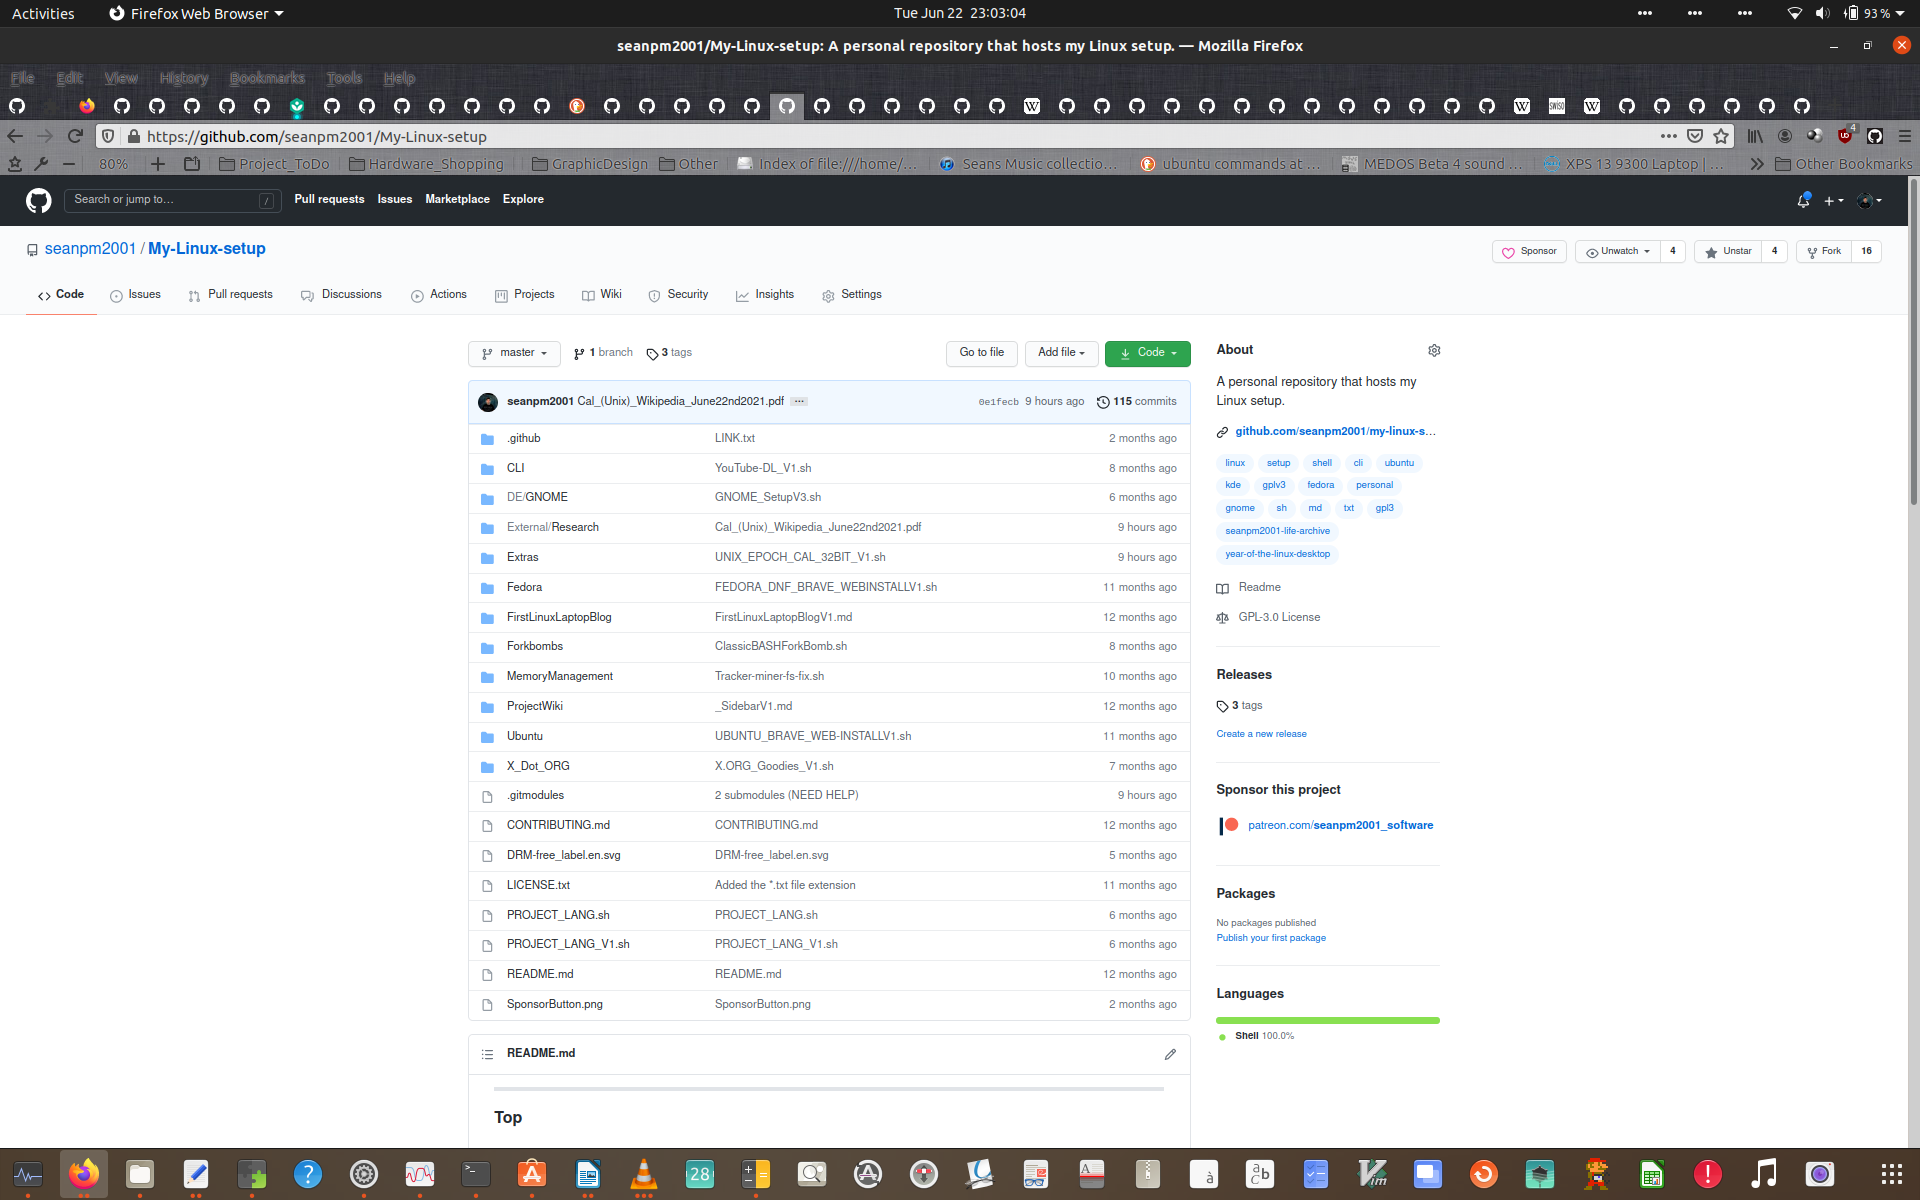 Activities Firefox Web Browser Tue Jun 22 23:03:04 93 %
seanpm2001/My-Linux-setup: A personal repository that hosts my Linux setup. — Mozilla Firefox
File Edit View History Bookmarks Tools Help
https://github.com/seanpm2001/My-Linux-setup 4
80% Project_ToDo Hardware_Shopping GraphicDesign Other Index of file:///home/... Seans Music collectio... ubuntu commands at ... MEDOS Beta 4 sound ... XPS 13 9300 Laptop | ... Other Bookmarks
Search or jump to... / Pull requests Issues Marketplace Explore
seanpm2001 / My-Linux-setup Sponsor Unwatch 4 Unstar 4 Fork 16
Code Issues Pull requests Discussions Actions Projects Wiki Security Insights Settings
master 1 branch 3 tags Go to file Add file Code
seanpm2001 Cal_(Unix)_Wikipedia_June22nd2021.pdf ... 0e1fecb 9 hours ago 115 commits
.github LINK.txt 2 months ago
CLI YouTube-DL_V1.sh 8 months ago
DE/GNOME GNOME_SetupV3.sh 6 months ago
External/Research Cal_(Unix)_Wikipedia_June22nd2021.pdf 9 hours ago
Extras UNIX_EPOCH_CAL_32BIT_V1.sh 9 hours ago
Fedora FEDORA_DNF_BRAVE_WEBINSTALLV1.sh 11 months ago
FirstLinuxLaptopBlog FirstLinuxLaptopBlogV1.md 12 months ago
Forkbombs ClassicBASHForkBomb.sh 8 months ago
MemoryManagement Tracker-miner-fs-fix.sh 10 months ago
ProjectWiki _SidebarV1.md 12 months ago
Ubuntu UBUNTU_BRAVE_WEB-INSTALLV1.sh 11 months ago
X_Dot_ORG X.ORG_Goodies_V1.sh 7 months ago
.gitmodules 2 submodules (NEED HELP) 9 hours ago
CONTRIBUTING.md CONTRIBUTING.md 12 months ago
DRM-free_label.en.svg DRM-free_label.en.svg 5 months ago
LICENSE.txt Added the *.txt file extension 11 months ago
PROJECT_LANG.sh PROJECT_LANG.sh 6 months ago
PROJECT_LANG_V1.sh PROJECT_LANG_V1.sh 6 months ago
README.md README.md 12 months ago
SponsorButton.png SponsorButton.png 2 months ago
README.md
Top
About
A personal repository that hosts my
Linux setup.
github.com/seanpm2001/my-linux-s...
linux setup shell cli ubuntu
kde gplv3 fedora personal
gnome sh md txt gpl3
seanpm2001-life-archive
year-of-the-linux-desktop
Readme
GPL-3.0 License
Releases
3 tags
Create a new release
Sponsor this project
patreon.com/seanpm2001_software
Packages
No packages published
Publish your first package
Languages
Shell 100.0%
28